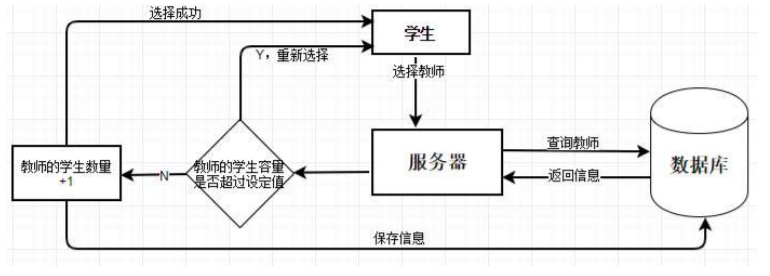 选择成功
学生
Y，重新选择
选择教师
教师的学生数量
+1
N
教师的学生容量
是否超过设定值
服务器
查询教师
返回信息
数据库
保存信息